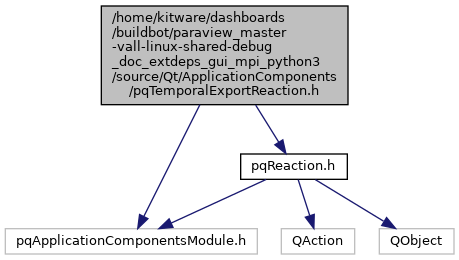 /home/kitware/dashboards
/buildbot/paraview_master
-vall-linux-shared-debug
_doc_extdeps_gui_mpi_python3
/source/Qt/ApplicationComponents
/pqTemporalExportReaction.h
pqReaction.h
pqApplicationComponentsModule.h
QAction
QObject